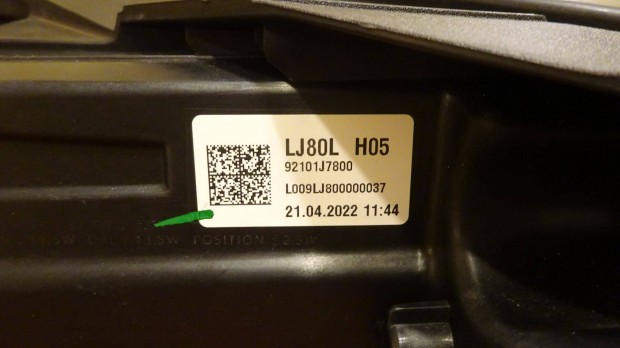 LJ80L H05
92101J7800
L009LJ800000037
21.04.2022 11:44
POSITION